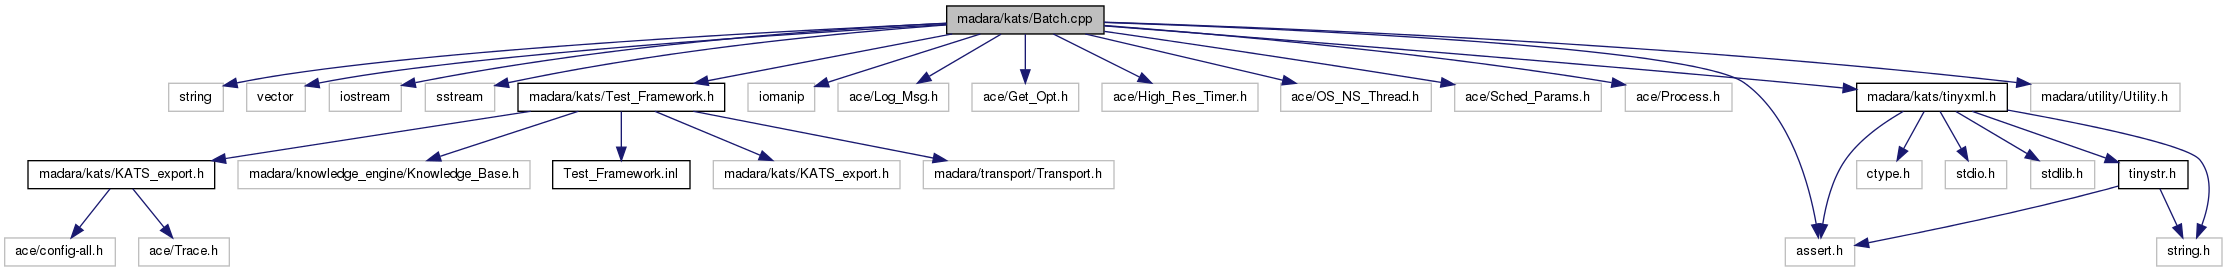 madara/kats/Batch.cpp
string
vector
iostream
sstream
madara/kats/Test_Framework.h
iomanip
ace/Log_Msg.h
ace/Get_Opt.h
ace/High_Res_Timer.h
ace/OS_NS_Thread.h
ace/Sched_Params.h
ace/Process.h
madara/kats/tinyxml.h
madara/utility/Utility.h
madara/kats/KATS_export.h
madara/knowledge_engine/Knowledge_Base.h
Test_Framework.inl
madara/kats/KATS_export.h
madara/transport/Transport.h
ctype.h
stdio.h
stdlib.h
tinystr.h
ace/config-all.h
ace/Trace.h
assert.h
string.h